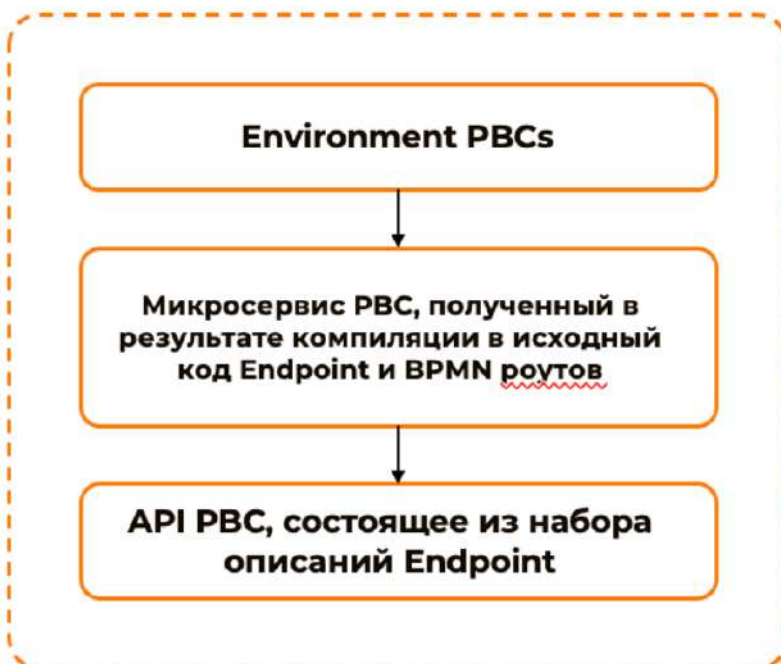 Environment PBCs
Микросервис PBC, полученный в
результате компиляции в исходный
код Endpoint и BPMN роутов
API PBC, состоящее из набора
описаний Endpoint